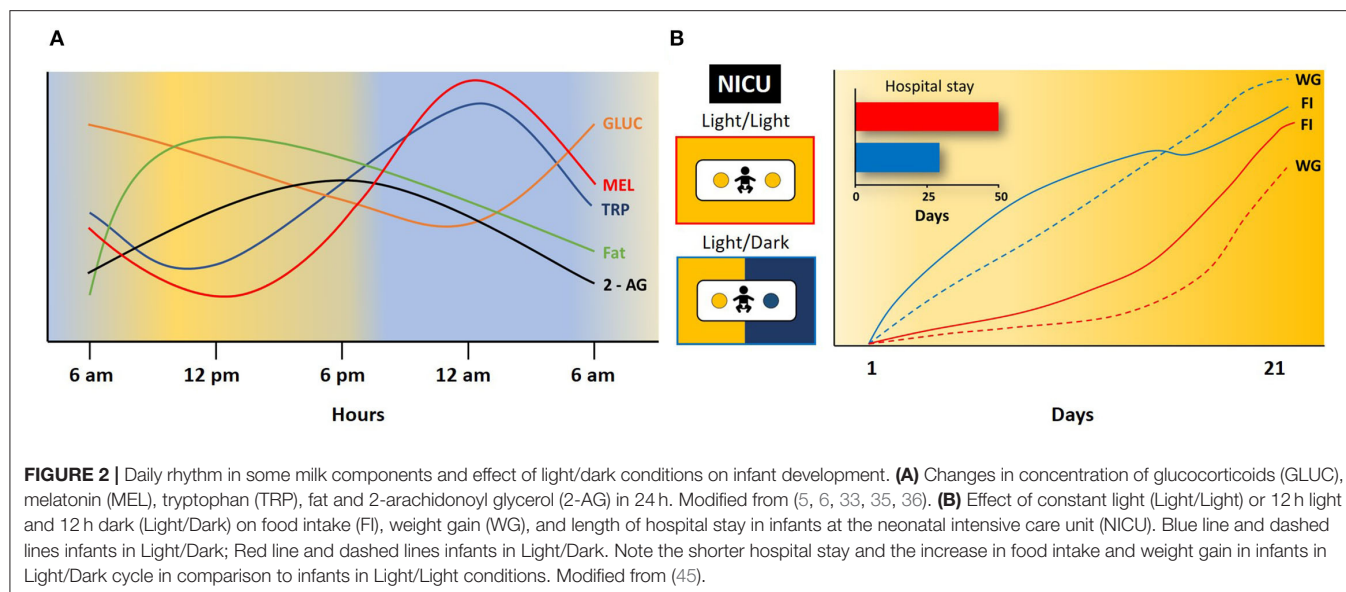 A
GLUC
MEL
TRP
Fat
2 - AG
6 am
12 pm
6 pm
12 am
6 am
Hours
B
NICU
Light/Light
Light/Dark
Hospital stay
0
25
50
Days
WG
FI
FI
WG
1
21
Days
FIGURE 2 | Daily rhythm in some milk components and effect of light/dark conditions on infant development. (A) Changes in concentration of glucocorticoids (GLUC),
melatonin (MEL), tryptophan (TRP), fat and 2-arachidonoyl glycerol (2-AG) in 24 h. Modified from (5, 6, 33, 35, 36). (B) Effect of constant light (Light/Light) or 12 h light
and 12 h dark (Light/Dark) on food intake (FI), weight gain (WG), and length of hospital stay in infants at the neonatal intensive care unit (NICU). Blue line and dashed
lines infants in Light/Dark; Red line and dashed lines infants in Light/Dark. Note the shorter hospital stay and the increase in food intake and weight gain in infants in
Light/Dark cycle in comparison to infants in Light/Light conditions. Modified from (45).